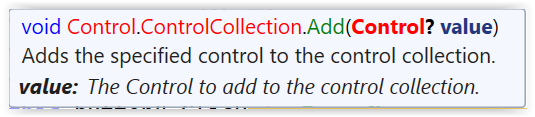 void Control.ControlCollection.Add(Control? value)
Adds the specified control to the control collection.
value: The Control to add to the control collection.